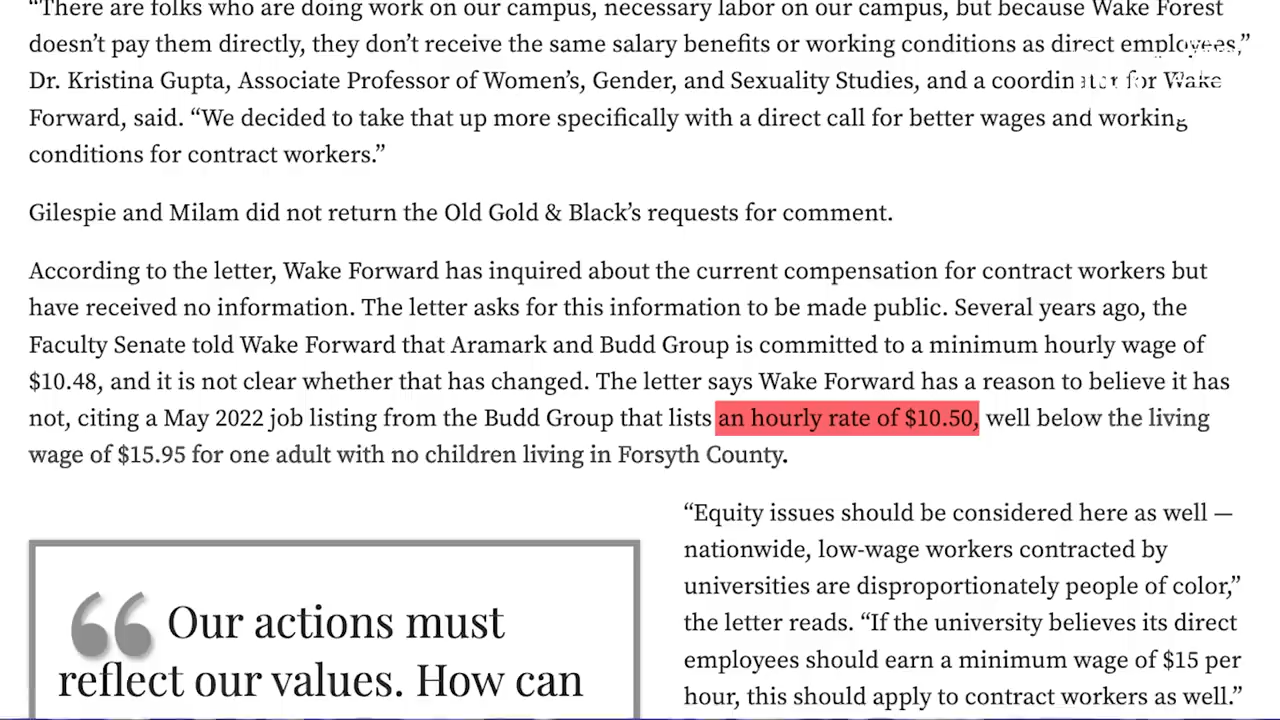 “There are folks who are doing work on our campus, necessary labor on our campus, but because Wake Forest
doesn’t pay them directly, they don’t receive the same salary benefits or working conditions as direct employees,”
Dr. Kristina Gupta, Associate Professor of Women’s, Gender, and Sexuality Studies, and a coordinator for Wake
Forward, said. “We decided to take that up more specifically with a direct call for better wages and working
conditions for contract workers.”
Gilespie and Milam did not return the Old Gold & Black’s requests for comment.
According to the letter, Wake Forward has inquired about the current compensation for contract workers but
have received no information. The letter asks for this information to be made public. Several years ago, the
Faculty Senate told Wake Forward that Aramark and Budd Group is committed to a minimum hourly wage of
$10.48, and it is not clear whether that has changed. The letter says Wake Forward has a reason to believe it has
not, citing a May 2022 job listing from the Budd Group that lists an hourly rate of $10.50, well below the living
wage of $15.95 for one adult with no children living in Forsyth County.
“Equity issues should be considered here as well —
nationwide, low-wage workers contracted by
universities are disproportionately people of color,”
the letter reads. “If the university believes its direct
employees should earn a minimum wage of $15 per
hour, this should apply to contract workers as well.”
“ Our actions must
reflect our values. How can